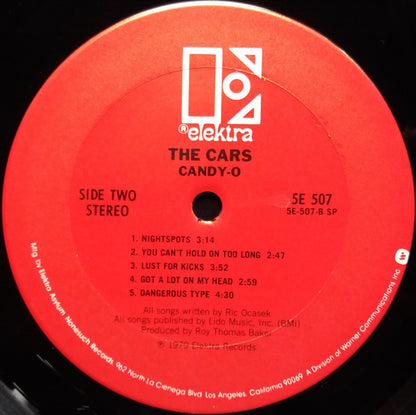 ® elektra
THE CARS
CANDY-O
SIDE TWO
STEREO
5E 507
5E-507-B SP
1. NIGHTSPOTS 3:14
2. YOU CAN'T HOLD ON TOO LONG 2:47
3. LUST FOR KICKS 3:52
4. GOT A LOT ON MY HEAD 2:59
5. DANGEROUS TYPE 4:30
All songs written by Ric Ocasek
All songs published by Lido Music, Inc. (BMI)
Produced by Roy Thomas Baker
℗ 1979 Elektra Records
Mfg by Elektra Asylum Nonesuch Records, 962 North La Cienega Blvd Los Angeles, California 90069 A Division of Warner Communications Inc